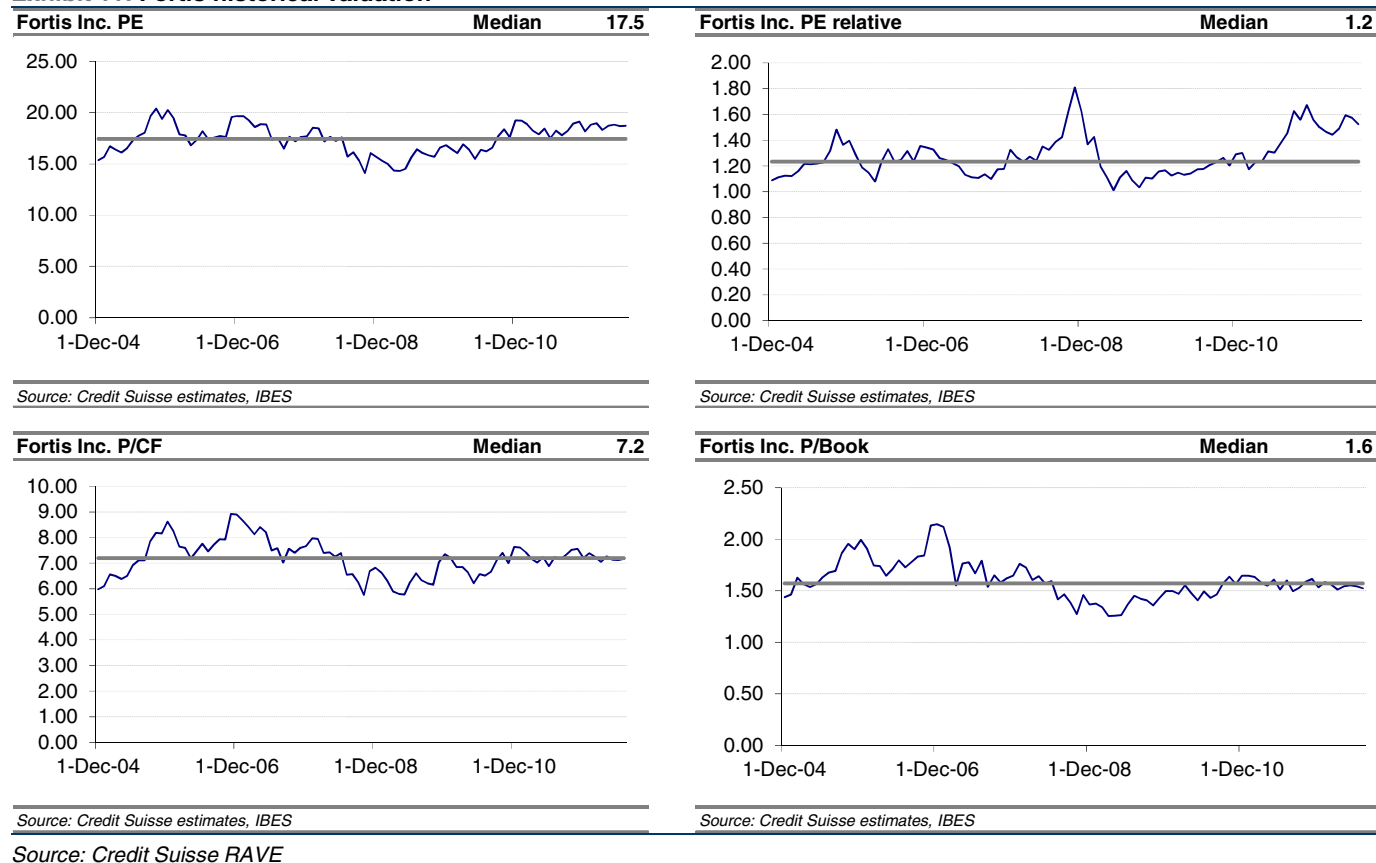 Fortis Inc. PE Median 17.5
25.00
20.00
15.00
10.00
5.00
0.00
1-Dec-04 1-Dec-06 1-Dec-08 1-Dec-10
Source: Credit Suisse estimates, IBES
Fortis Inc. PE relative Median 1.2
2.00
1.80
1.60
1.40
1.20
1.00
0.80
0.60
0.40
0.20
0.00
1-Dec-04 1-Dec-06 1-Dec-08 1-Dec-10
Source: Credit Suisse estimates, IBES
Fortis Inc. P/CF Median 7.2
10.00
9.00
8.00
7.00
6.00
5.00
4.00
3.00
2.00
1.00
0.00
1-Dec-04 1-Dec-06 1-Dec-08 1-Dec-10
Source: Credit Suisse estimates, IBES
Fortis Inc. P/Book Median 1.6
2.50
2.00
1.50
1.00
0.50
0.00
1-Dec-04 1-Dec-06 1-Dec-08 1-Dec-10
Source: Credit Suisse estimates, IBES
Source: Credit Suisse RAVE